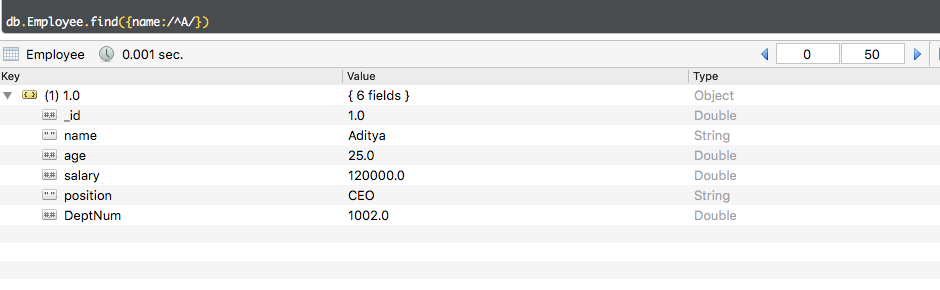 db.Employee.find({name:/^A/})
Employee 0.001 sec. 0 50
Key Value Type
(1) 1.0 { 6 fields } Object
_id 1.0 Double
name Aditya String
age 25.0 Double
salary 120000.0 Double
position CEO String
DeptNum 1002.0 Double